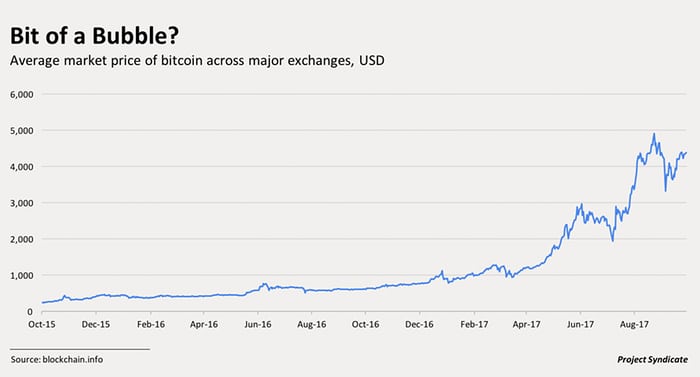 Bit of a Bubble?
Average market price of bitcoin across major exchanges, USD
6,000
5,000
4,000
3,000
2,000
1,000
0
Oct-15 Dec-15 Feb-16 Apr-16 Jun-16 Aug-16 Oct-16 Dec-16 Feb-17 Apr-17 Jun-17 Aug-17
Source: blockchain.info Project Syndicate